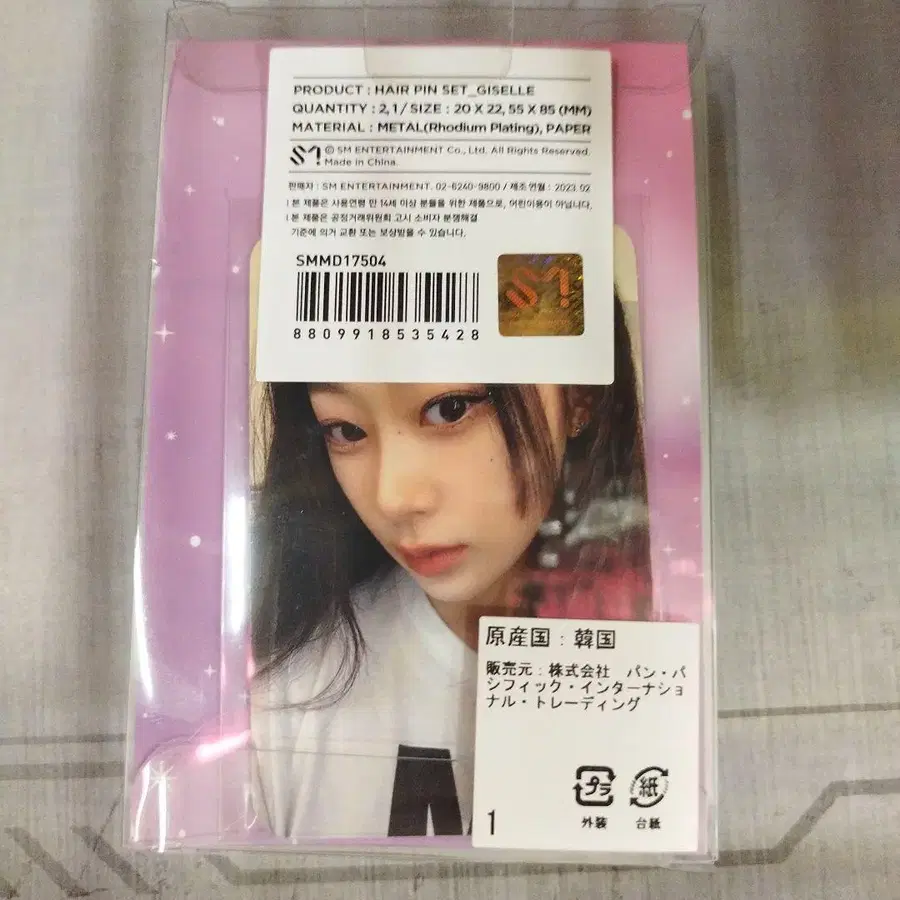 PRODUCT : HAIR PIN SET_GISELLE
QUANTITY : 2, 1 / SIZE : 20 X 22, 55 X 85 (MM)
MATERIAL : METAL(Rhodium Plating), PAPER
SM © SM ENTERTAINMENT Co., Ltd. All Rights Reserved.
Made in China.
판매자 : SM ENTERTAINMENT. 02-6240-9800 / 제조연월 : 2023.02
l 본 제품은 사용연령 만 14세 이상 분들을 위한 제품으로, 어린이용이 아닙니다.
l 본 제품은 공정거래위원회 고시 소비자 분쟁해결
기준에 의거 교환 또는 보상받을 수 있습니다.
SMMD17504
8809918535428
SM
原産国：韓国
販売元：株式会社　パン・パ
シフィック・インターナショ
ナル・トレーディング
プラ 紙
1 外装 台紙